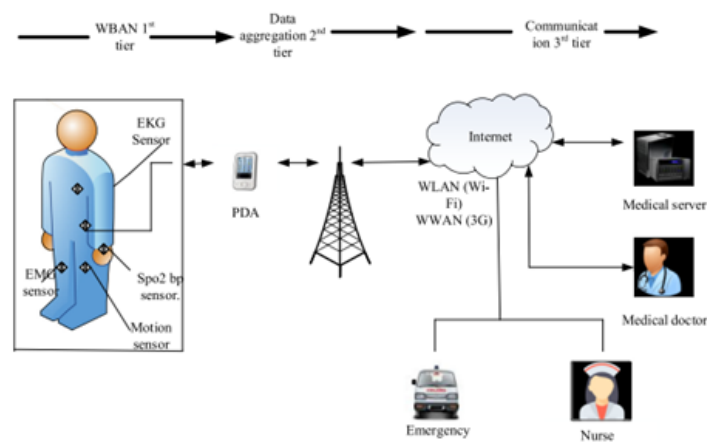 WBAN 1st
tier
Data
aggregation 2nd
tier
Communicat
ion 3rd tier
EKG
Sensor
EMG
sensor
Spo2 bp
sensor.
Motion
sensor
PDA
Internet
WLAN (Wi-
Fi)
WWAN (3G)
Medical server
Medical doctor
Emergency
Nurse